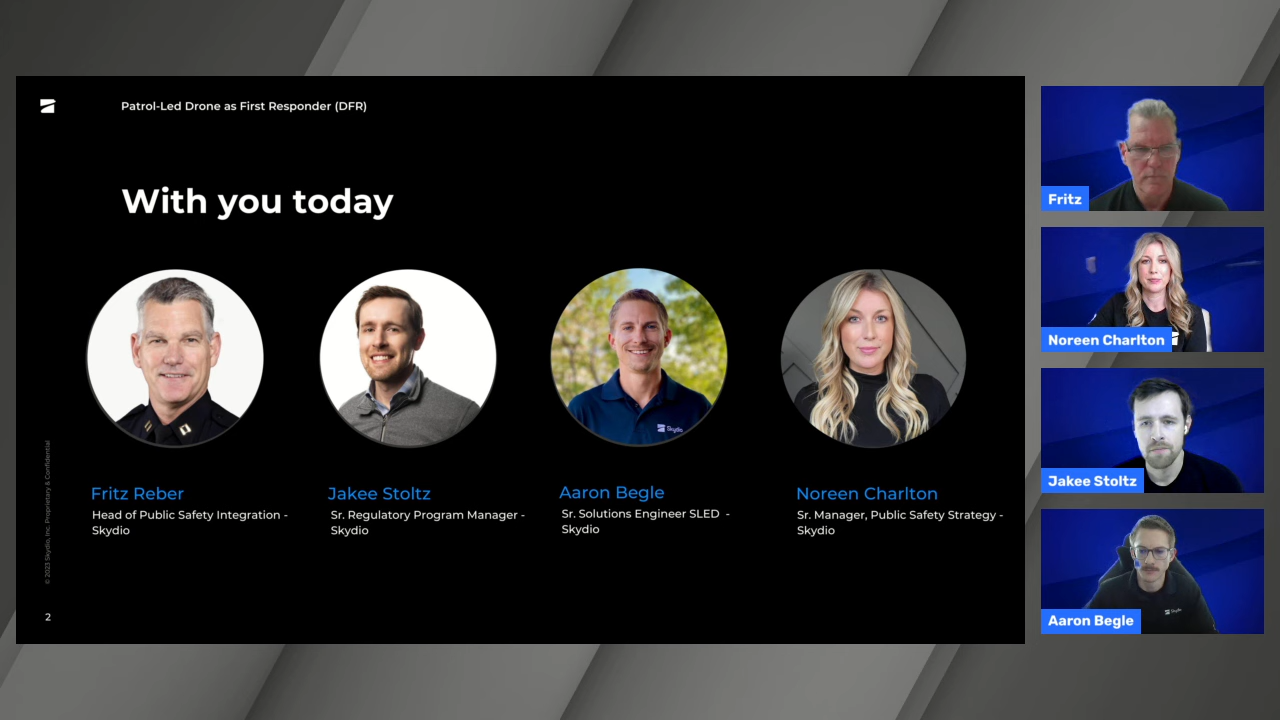 Patrol-Led Drone as First Responder (DFR)
With you today
Skydio
Fritz Reber
Head of Public Safety Integration -
Skydio
Jakee Stoltz
Sr. Regulatory Program Manager -
Skydio
Aaron Begle
Sr. Solutions Engineer SLED -
Skydio
Noreen Charlton
Sr. Manager, Public Safety Strategy -
Skydio
© 2023 Skydio, Inc. Proprietary & Confidential
2
Fritz
Noreen Charlton
Jakee Stoltz
Skydio
Aaron Begle